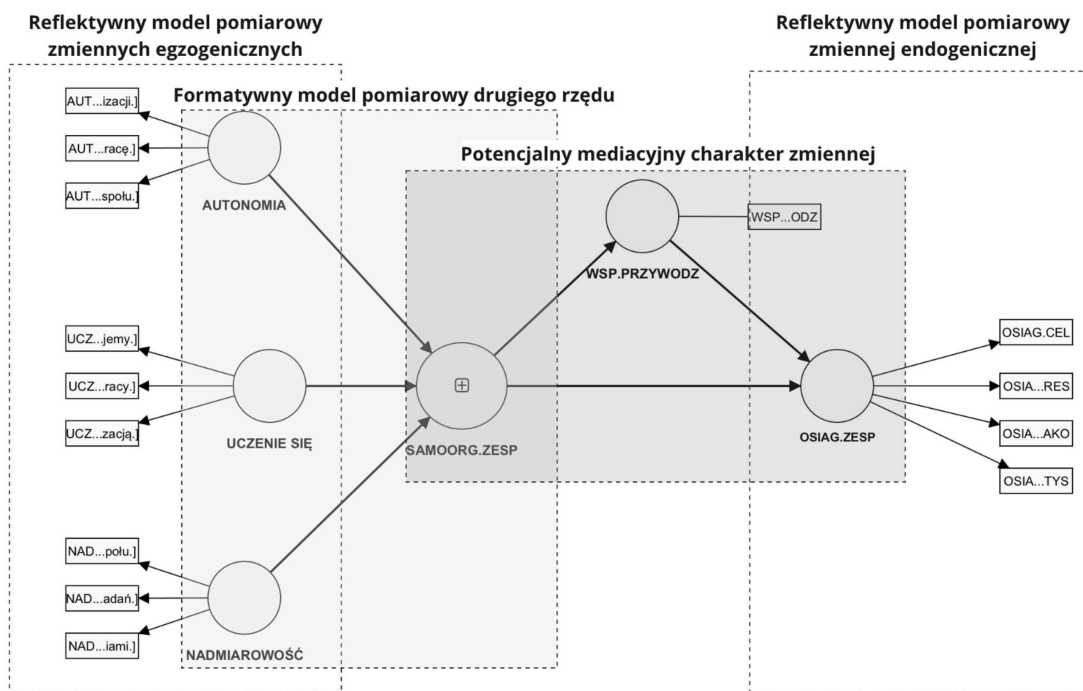 Reflektywny model pomiarowy
zmiennych egzogenicznych
Reflektywny model pomiarowy
zmiennej endogenicznej
Formatywny model pomiarowy drugiego rzędu
Potencjalny mediacyjny charakter zmiennej
AUT...izacji.]
AUT...racę.]
AUT...społu.]
AUTONOMIA
WSP...ODZ
WSP.PRZYWODZ
UCZ...jemy.]
UCZ...racy.]
UCZ...zacją.]
UCZENIE SIĘ
SAMOORG.ZESP
OSIAG.ZESP
OSIAG.CEL
OSIA...RES
OSIA...AKO
OSIA...TYS
NAD...połu.]
NAD...adań.]
NAD...iami.]
NADMIAROWOŚĆ